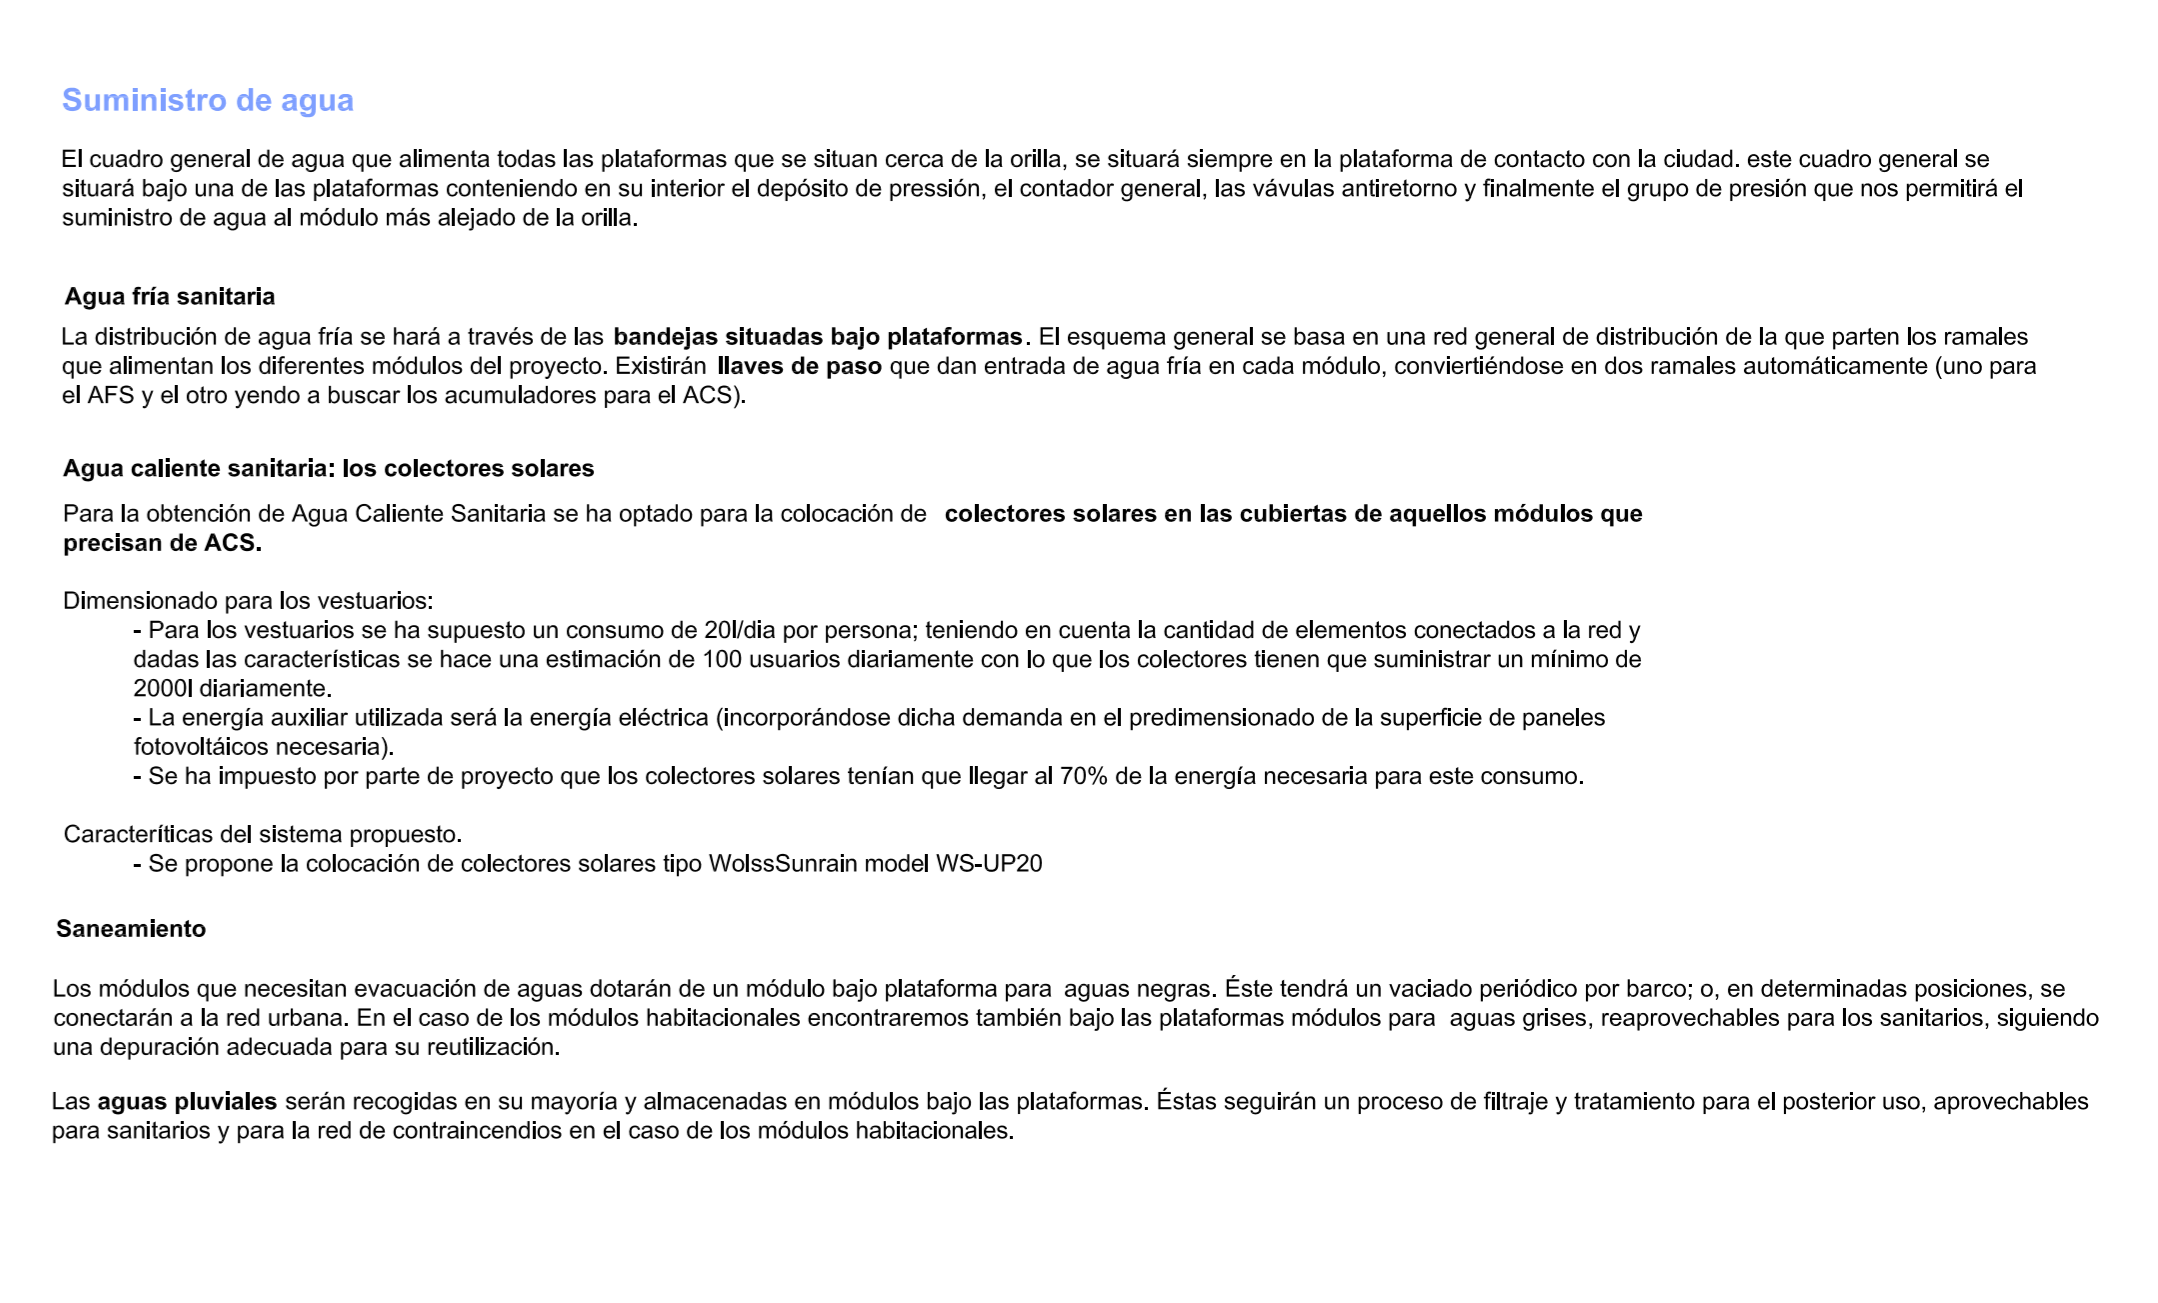 Suministro de agua
El cuadro general de agua que alimenta todas las plataformas que se situan cerca de la orilla, se situará siempre en la plataforma de contacto con la ciudad. este cuadro general se
situará bajo una de las plataformas conteniendo en su interior el depósito de pressión, el contador general, las vávulas antiretorno y finalmente el grupo de presión que nos permitirá el
suministro de agua al módulo más alejado de la orilla.
Agua fría sanitaria
La distribución de agua fría se hará a través de las bandejas situadas bajo plataformas. El esquema general se basa en una red general de distribución de la que parten los ramales
que alimentan los diferentes módulos del proyecto. Existirán llaves de paso que dan entrada de agua fría en cada módulo, conviertiéndose en dos ramales automáticamente (uno para
el AFS y el otro yendo a buscar los acumuladores para el ACS).
Agua caliente sanitaria: los colectores solares
Para la obtención de Agua Caliente Sanitaria se ha optado para la colocación de colectores solares en las cubiertas de aquellos módulos que
precisan de ACS.
Dimensionado para los vestuarios:
- Para los vestuarios se ha supuesto un consumo de 20l/dia por persona; teniendo en cuenta la cantidad de elementos conectados a la red y
dadas las características se hace una estimación de 100 usuarios diariamente con lo que los colectores tienen que suministrar un mínimo de
2000l diariamente.
- La energía auxiliar utilizada será la energía eléctrica (incorporándose dicha demanda en el predimensionado de la superficie de paneles
fotovoltáicos necesaria).
- Se ha impuesto por parte de proyecto que los colectores solares tenían que llegar al 70% de la energía necesaria para este consumo.
Caracteríticas del sistema propuesto.
- Se propone la colocación de colectores solares tipo WolssSunrain model WS-UP20
Saneamiento
Los módulos que necesitan evacuación de aguas dotarán de un módulo bajo plataforma para aguas negras. Éste tendrá un vaciado periódico por barco; o, en determinadas posiciones, se
conectarán a la red urbana. En el caso de los módulos habitacionales encontraremos también bajo las plataformas módulos para aguas grises, reaprovechables para los sanitarios, siguiendo
una depuración adecuada para su reutilización.
Las aguas pluviales serán recogidas en su mayoría y almacenadas en módulos bajo las plataformas. Éstas seguirán un proceso de filtraje y tratamiento para el posterior uso, aprovechables
para sanitarios y para la red de contraincendios en el caso de los módulos habitacionales.